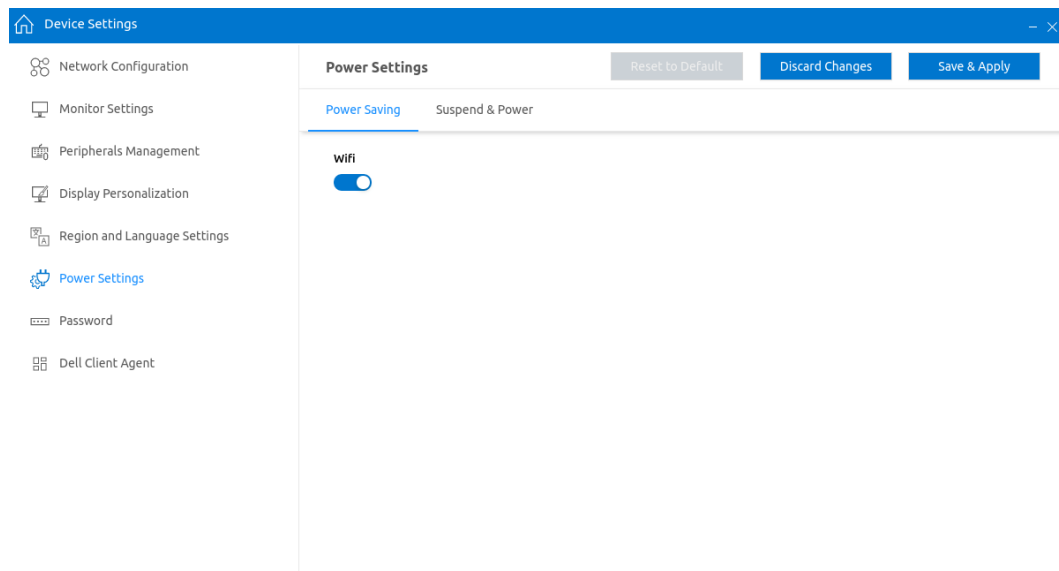 Device Settings
Network Configuration
Monitor Settings
Peripherals Management
Display Personalization
Region and Language Settings
Power Settings
Password
Dell Client Agent
Power Settings
Reset to Default
Discard Changes
Save & Apply
Power Saving
Suspend & Power
Wifi